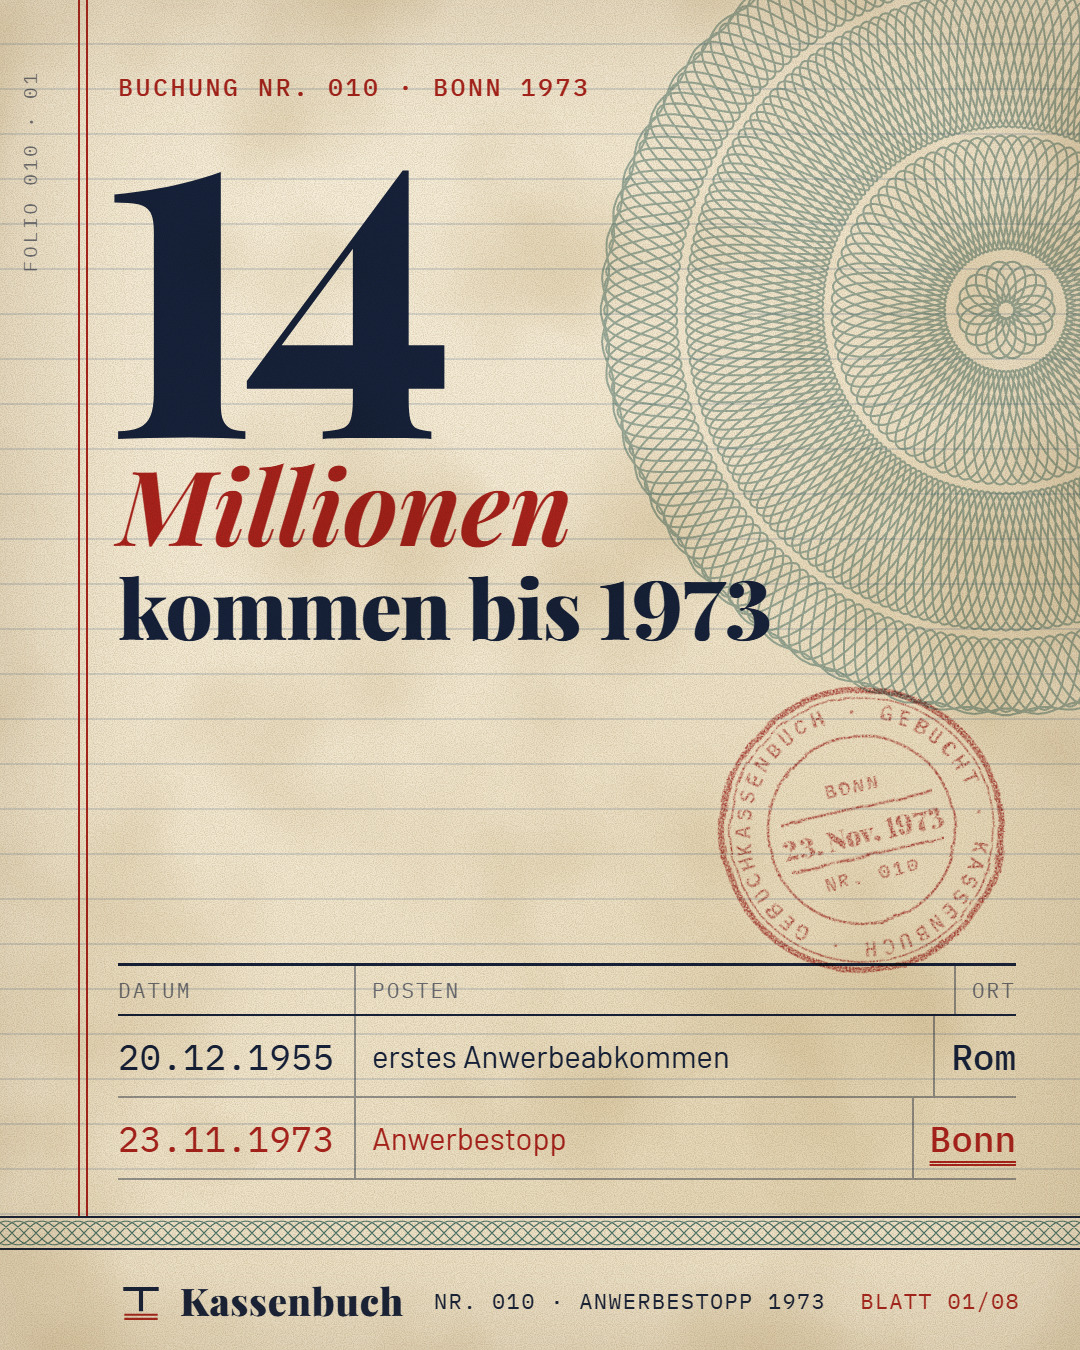 FOLIO 010 · 01
BUCHUNG NR. 010 · BONN 1973
14
Millionen
kommen bis 1973
GEBUCHT · KASSENBUCH · GEBUCHKASSENBUCH ·
BONN
23. Nov. 1973
NR. 010
DATUM POSTEN ORT
20.12.1955 erstes Anwerbeabkommen Rom
23.11.1973 Anwerbestopp Bonn
Kassenbuch NR. 010 · ANWERBESTOPP 1973 BLATT 01/08